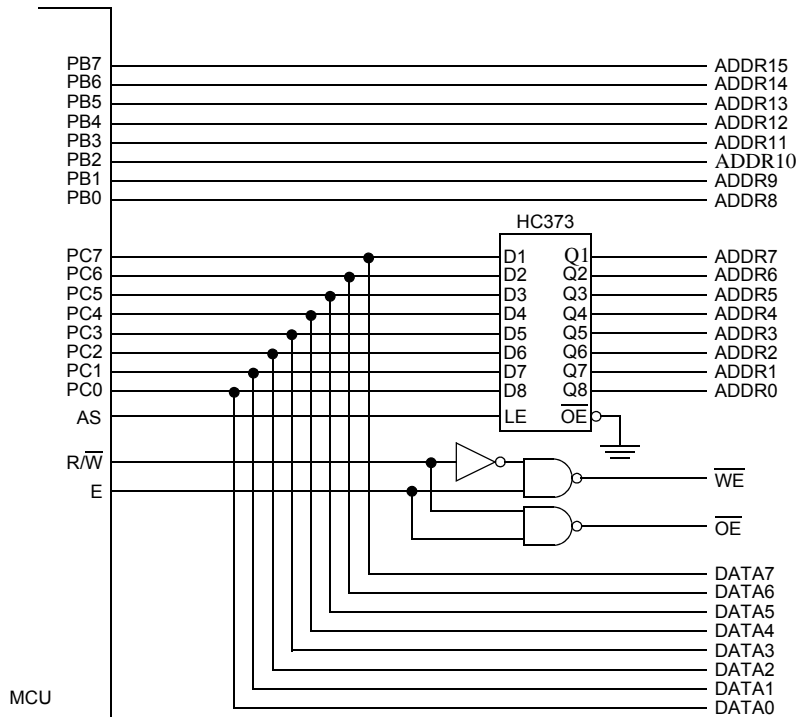 PB7 ADDR15
PB6 ADDR14
PB5 ADDR13
PB4 ADDR12
PB3 ADDR11
PB2 ADDR10
PB1 ADDR9
PB0 ADDR8
HC373
PC7 D1 Q1 ADDR7
PC6 D2 Q2 ADDR6
PC5 D3 Q3 ADDR5
PC4 D4 Q4 ADDR4
PC3 D5 Q5 ADDR3
PC2 D6 Q6 ADDR2
PC1 D7 Q7 ADDR1
PC0 D8 Q8 ADDR0
AS LE O̅E̅
R/W̅
W̅E̅
E
O̅E̅
DATA7
DATA6
DATA5
DATA4
DATA3
DATA2
DATA1
MCU
DATA0